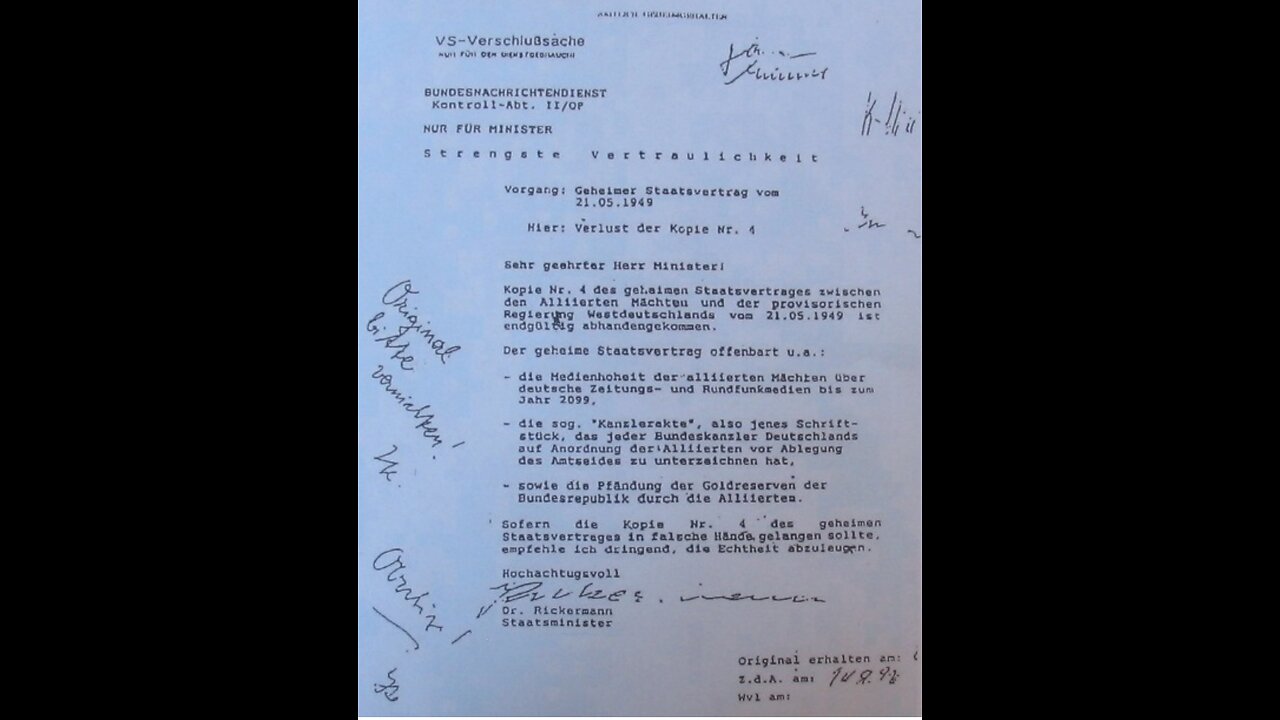 VS-Verschlußsache
NUR FÜR DEN DIENSTGEBRAUCH
BUNDESNACHRICHTENDIENST
Kontroll-Abt. II/OP
NUR FÜR MINISTER
Strengste Vertraulichkeit
Vorgang: Geheimer Staatsvertrag vom
21.05.1949
Hier: Verlust der Kopie Nr. 4
Sehr geehrter Herr Minister!
Kopie Nr. 4 des geheimen Staatsvertrages zwischen
den Alliierten Mächten und der provisorischen
Regierung Westdeutschlands vom 21.05.1949 ist
endgültig abhandengekommen.
Der geheime Staatsvertrag offenbart u.a.:
- die Medienhoheit der alliierten Mächten über
deutsche Zeitungs- und Rundfunkmedien bis zum
Jahr 2099,
- die sog. "Kanzlerakte", also jenes Schrift-
stück, das jeder Bundeskanzler Deutschlands
auf Anordnung der Alliierten vor Ablegung
des Amtseides zu unterzeichnen hat,
- sowie die Pfändung der Goldreserven der
Bundesrepublik durch die Alliierten.
Sofern die Kopie Nr. 4 des geheimen
Staatsvertrages in falsche Hände gelangen sollte,
empfehle ich dringend, die Echtheit abzuleugen.
Hochachtugsvoll
Dr. Rickermann
Staatsminister
Original
bitte
vernichten!
Original erhalten am:
z.d.A. am:
Wvl am: